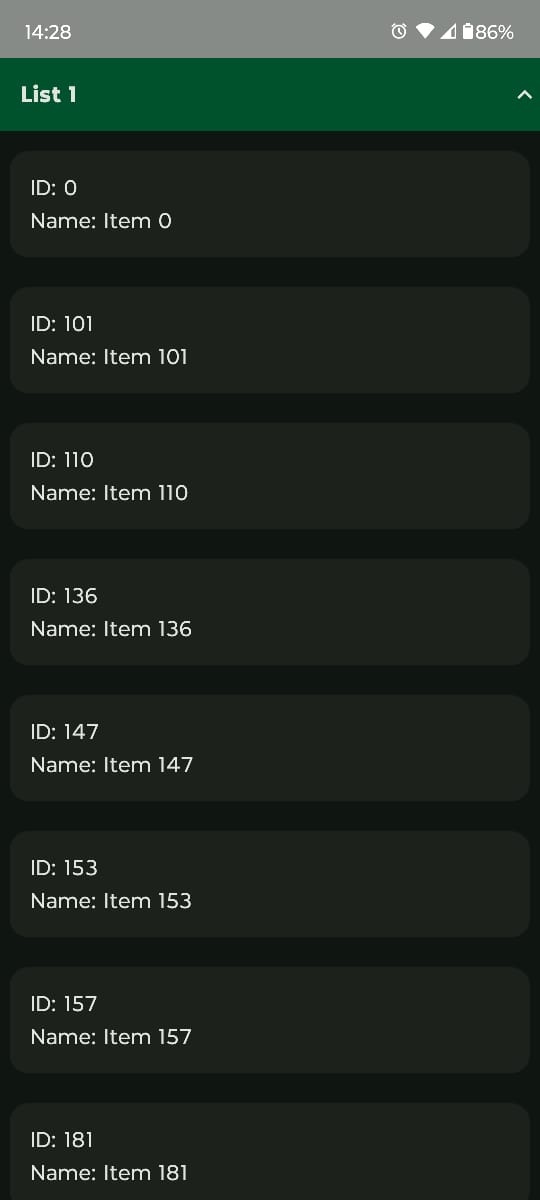 14:28
86%
List 1
ID: 0
Name: Item 0
ID: 101
Name: Item 101
ID: 110
Name: Item 110
ID: 136
Name: Item 136
ID: 147
Name: Item 147
ID: 153
Name: Item 153
ID: 157
Name: Item 157
ID: 181
Name: Item 181